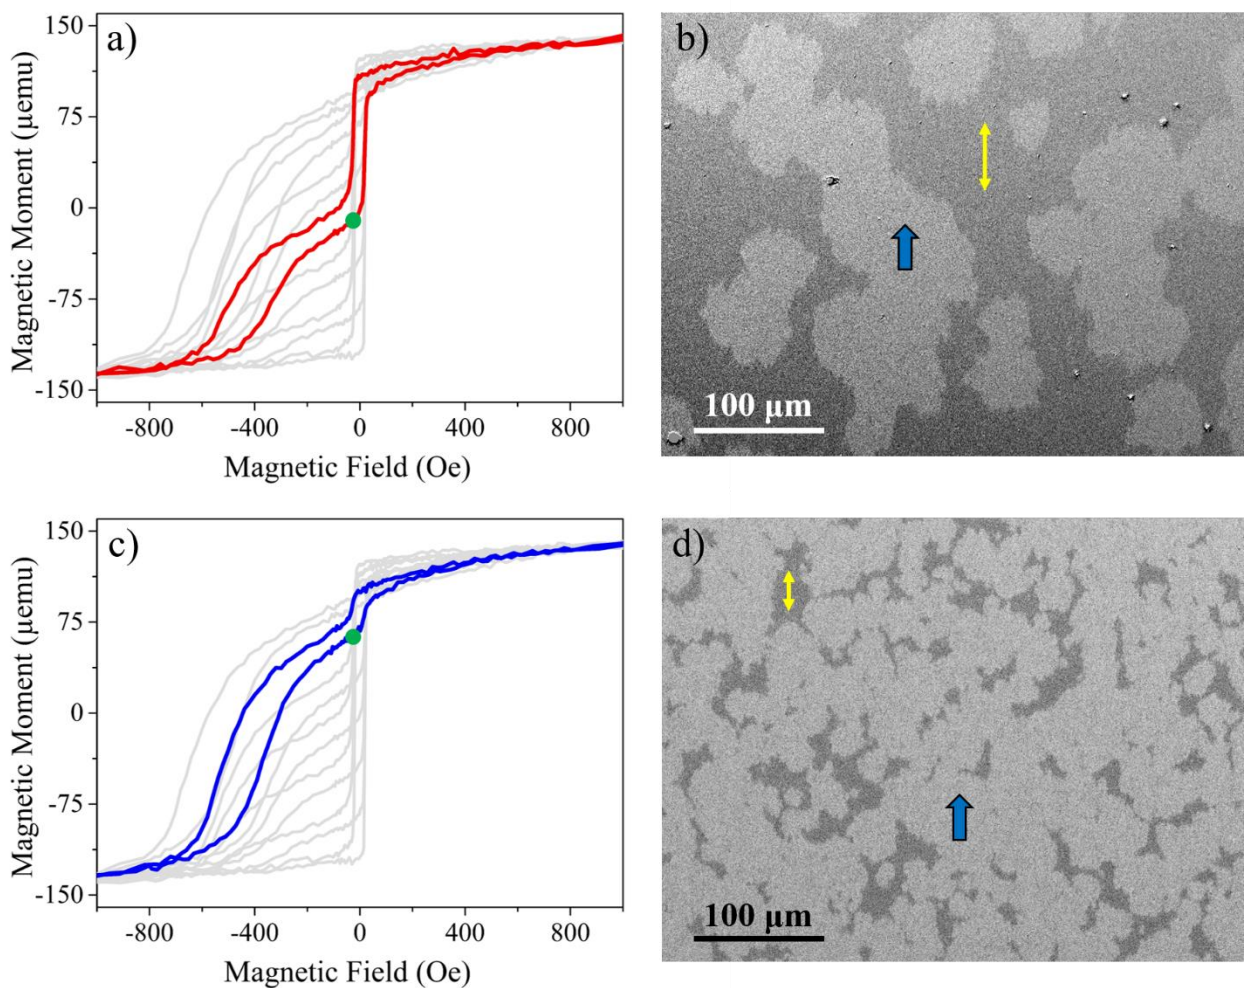 a)
150
75
0
-75
-150
Magnetic Moment (μemu)
-800 -400 0 400 800
Magnetic Field (Oe)
b)
100 μm
c)
150
75
0
-75
-150
Magnetic Moment (μemu)
-800 -400 0 400 800
Magnetic Field (Oe)
d)
100 μm